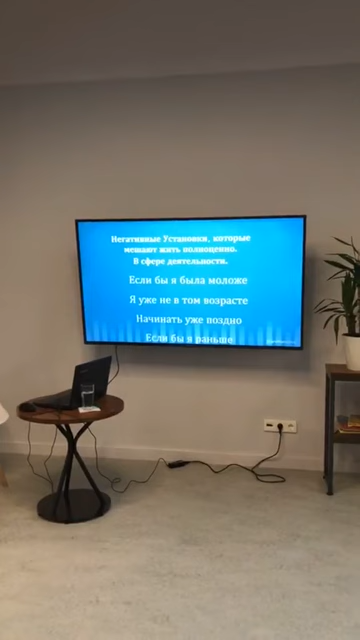 Негативные Установки, которые
мешают жить полноценно.
В сфере деятельности.
Если бы я была моложе
Я уже не в том возрасте
Начинать уже поздно
Если бы я раньше